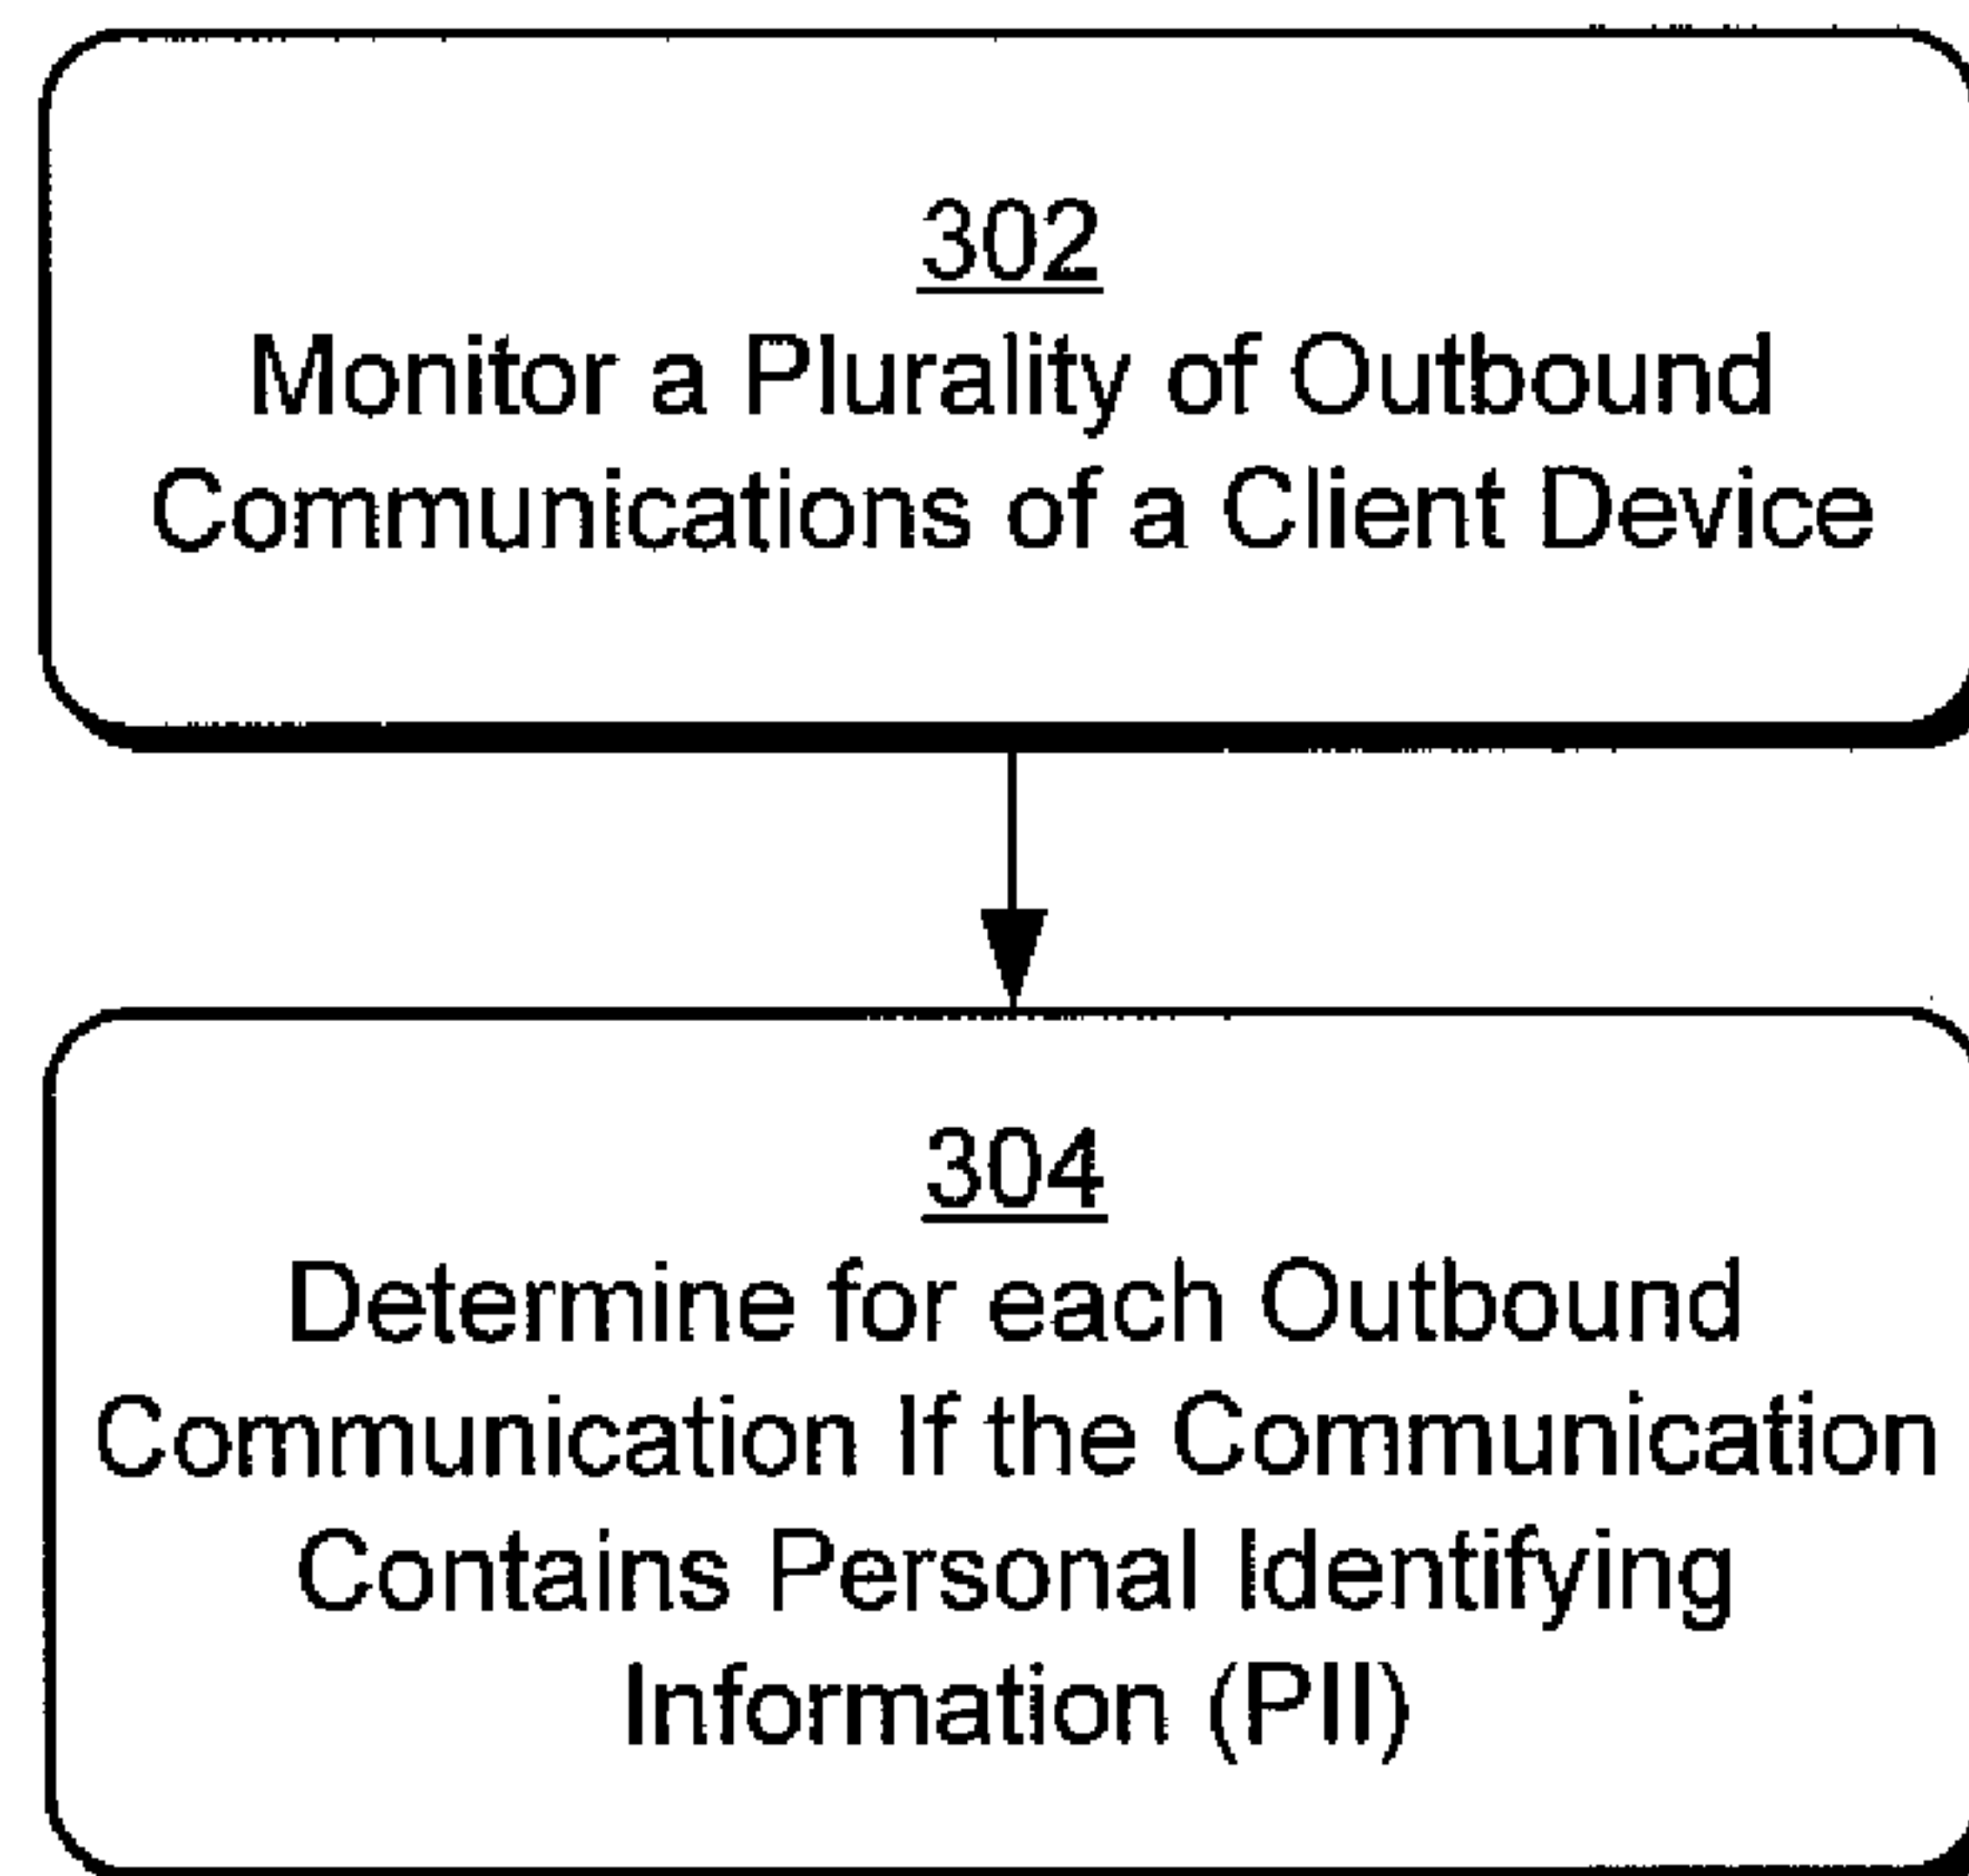 302
Monitor a Plurality of Outbound
Communications of a Client Device
304
Determine for each Outbound
Communication If the Communication
Contains Personal Identifying
Information (PII)